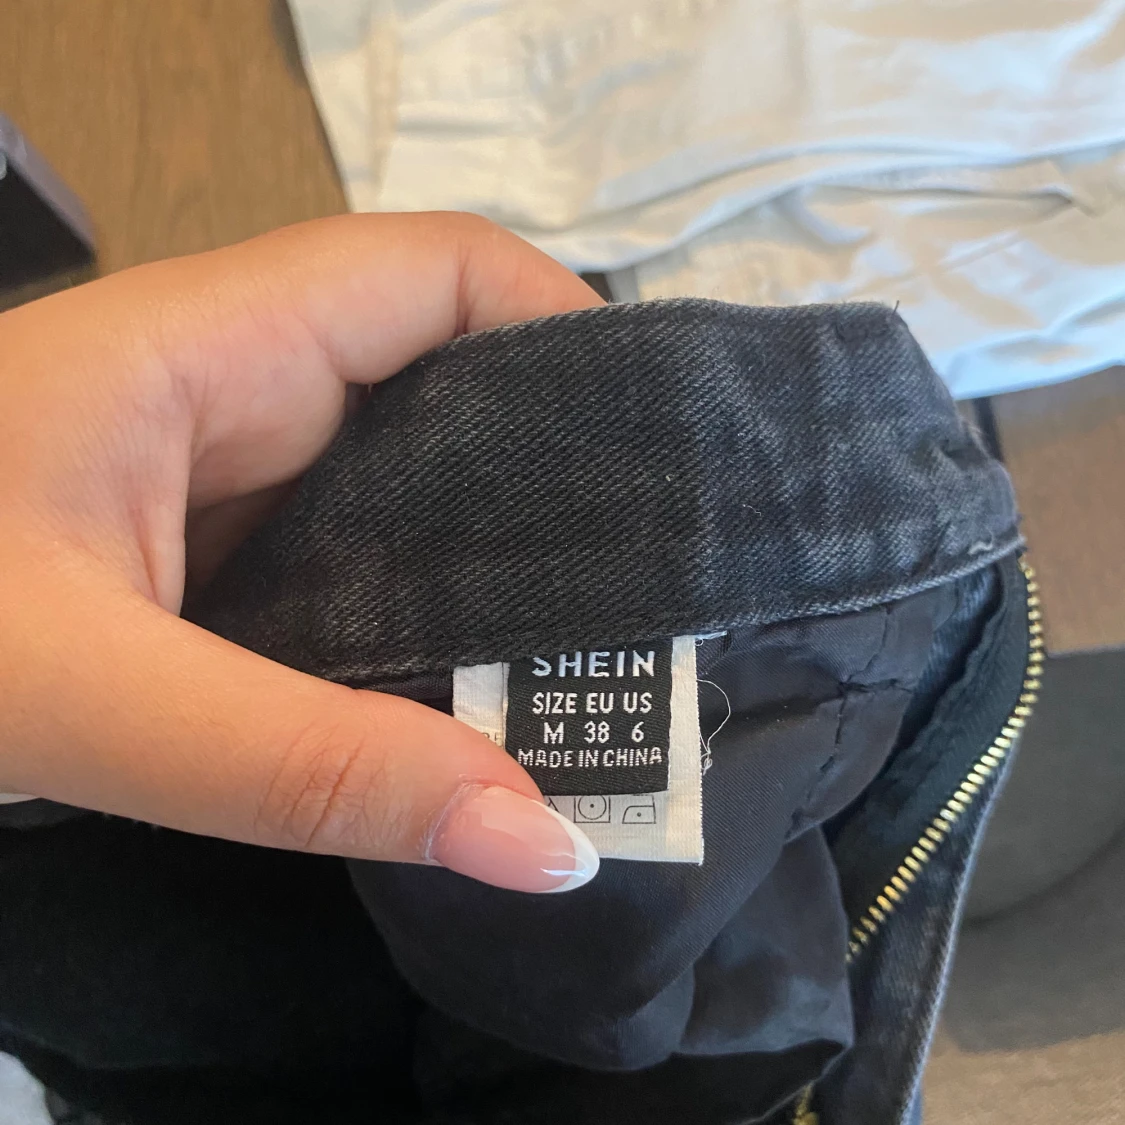 SHEIN
SIZE EU US
M 38 6
MADE IN CHINA